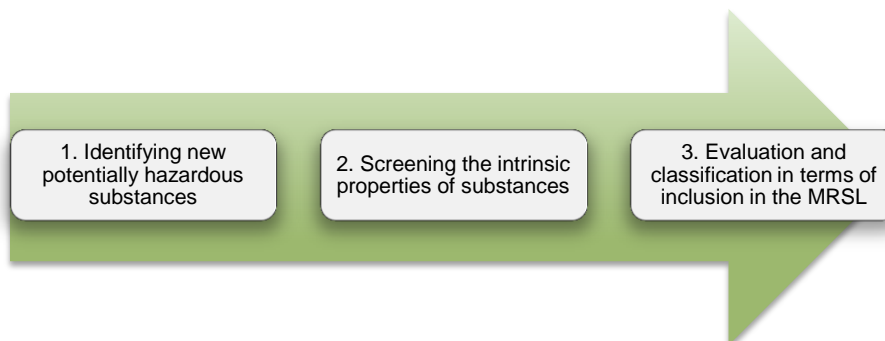 1. Identifying new
potentially hazardous
substances
2. Screening the intrinsic
properties of substances
3. Evaluation and
classification in terms of
inclusion in the MRSL